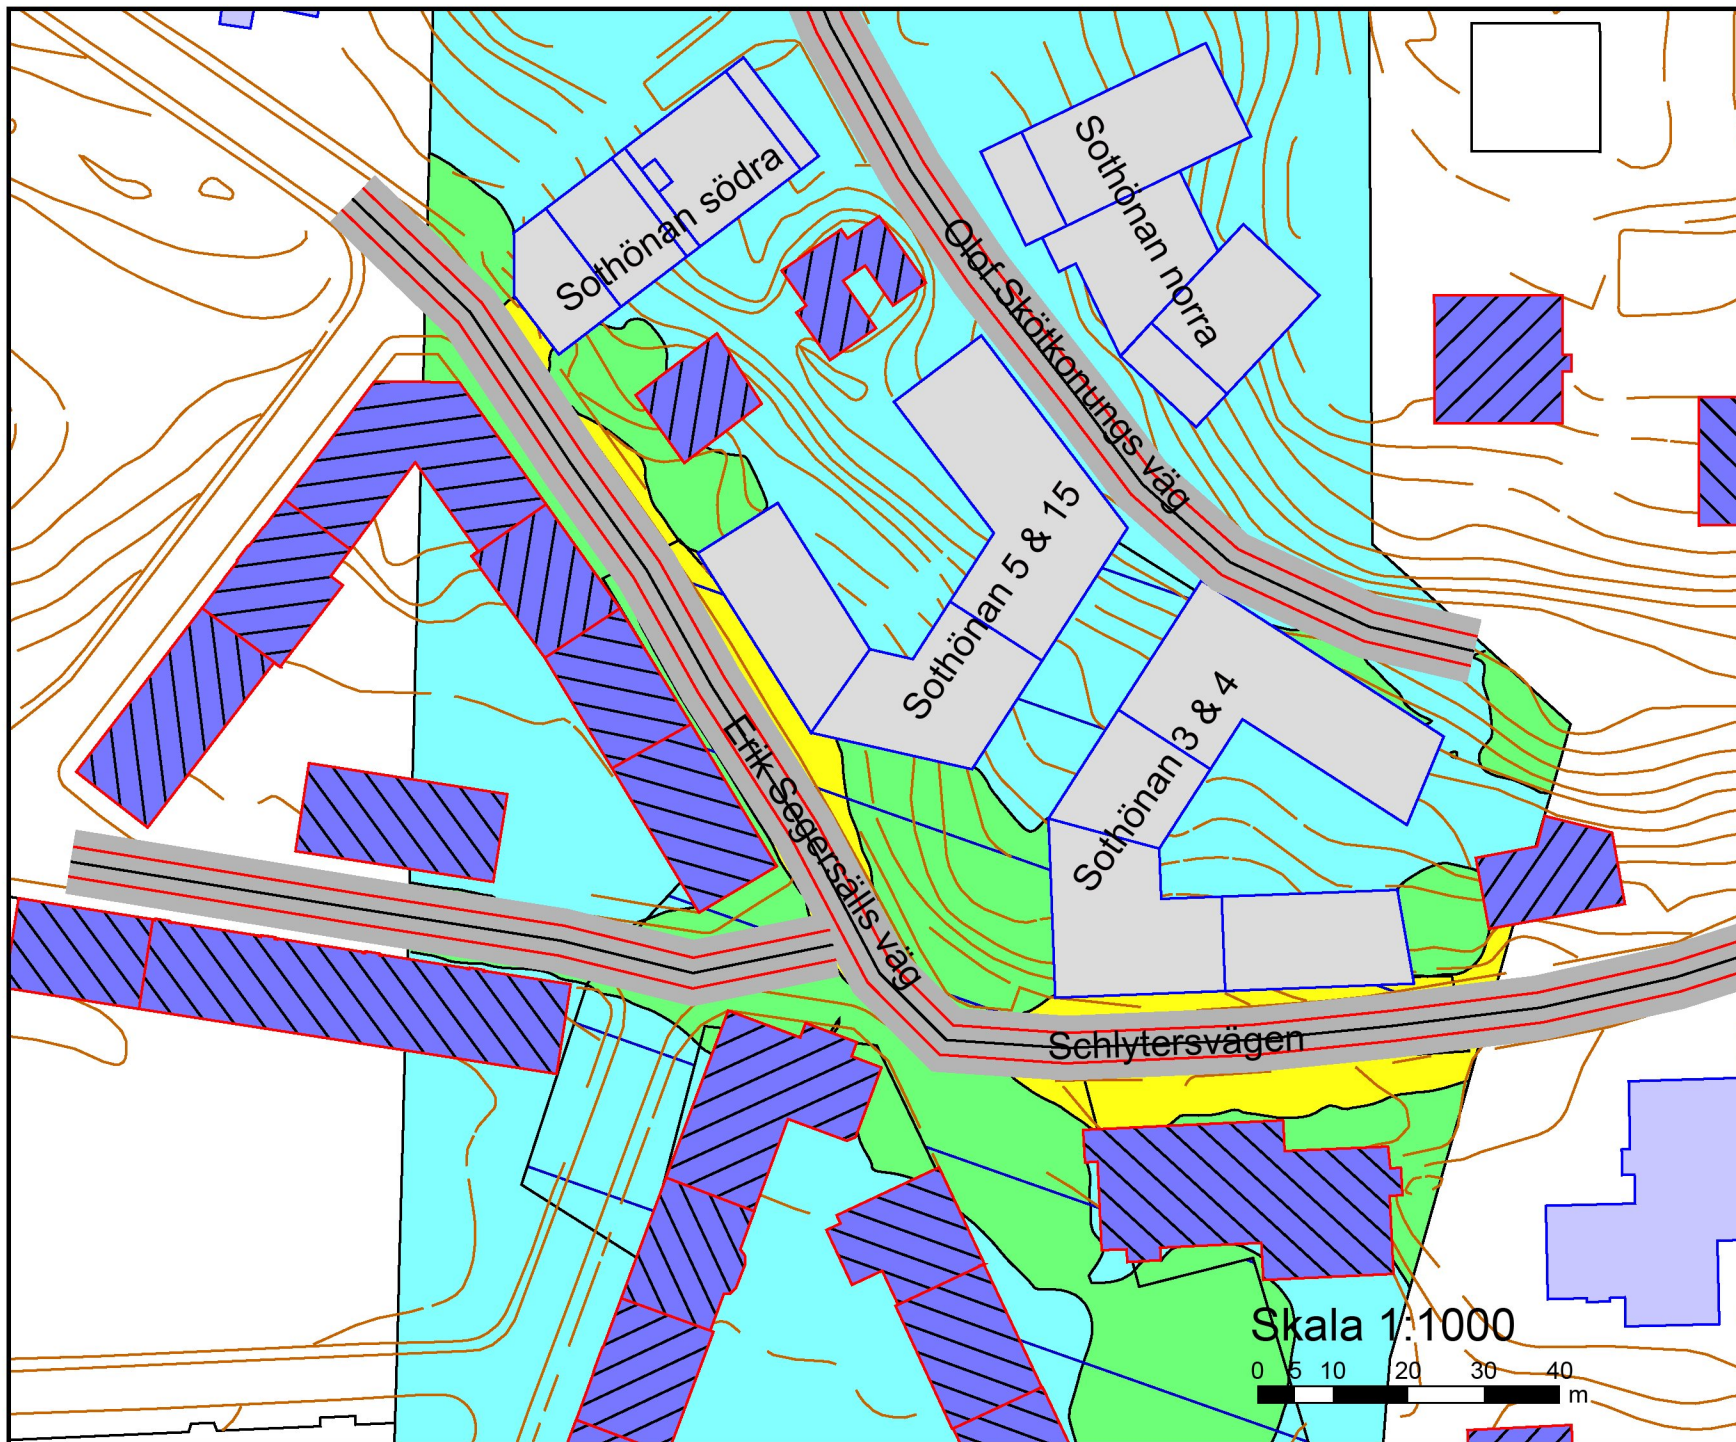 Sothönan södra
Sothönan norra
Olof Skötkonungs väg
Sothönan 5 & 15
Sothönan 3 & 4
Erik Segersälls väg
Schlytersvägen
Skala 1:1000
0 5 10 20 30 40
m